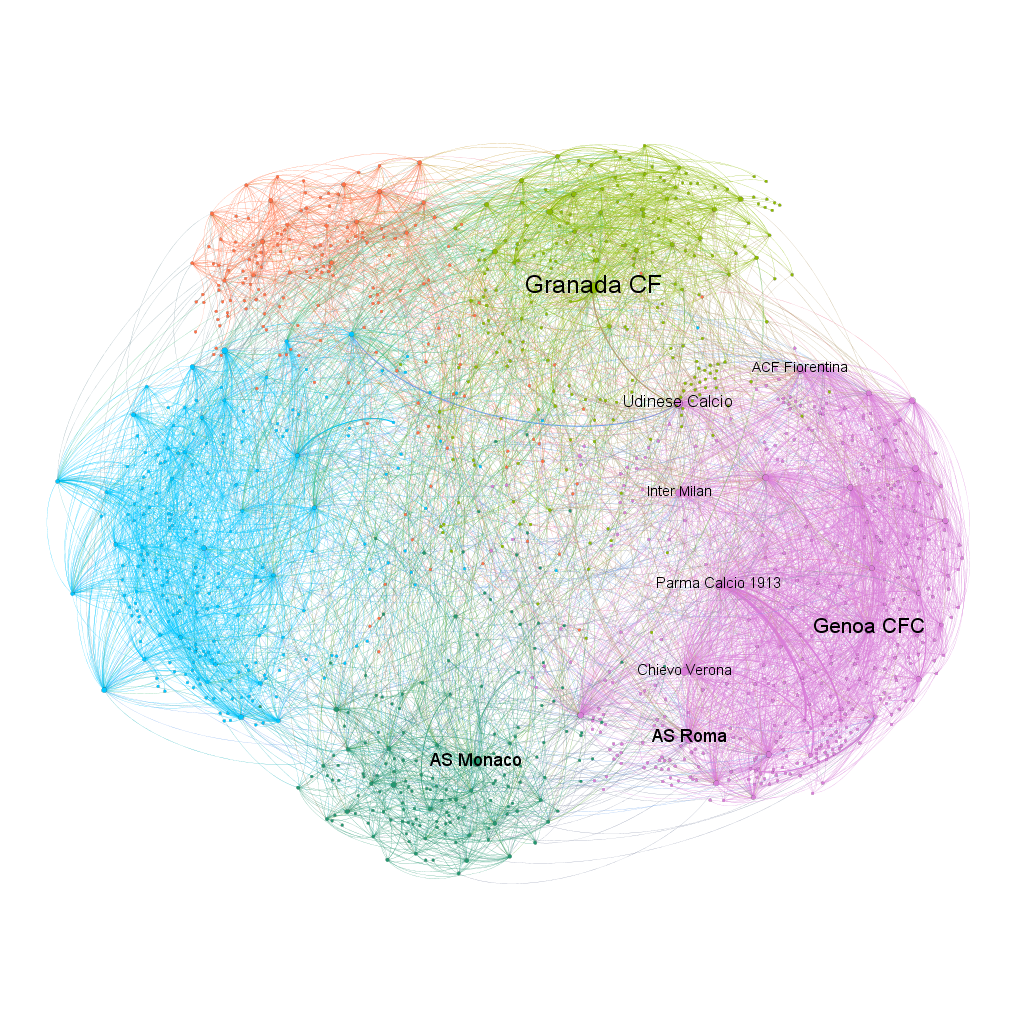 Granada CF
ACF Fiorentina
Udinese Calcio
Inter Milan
Parma Calcio 1913
Genoa CFC
Chievo Verona
AS Roma
AS Monaco